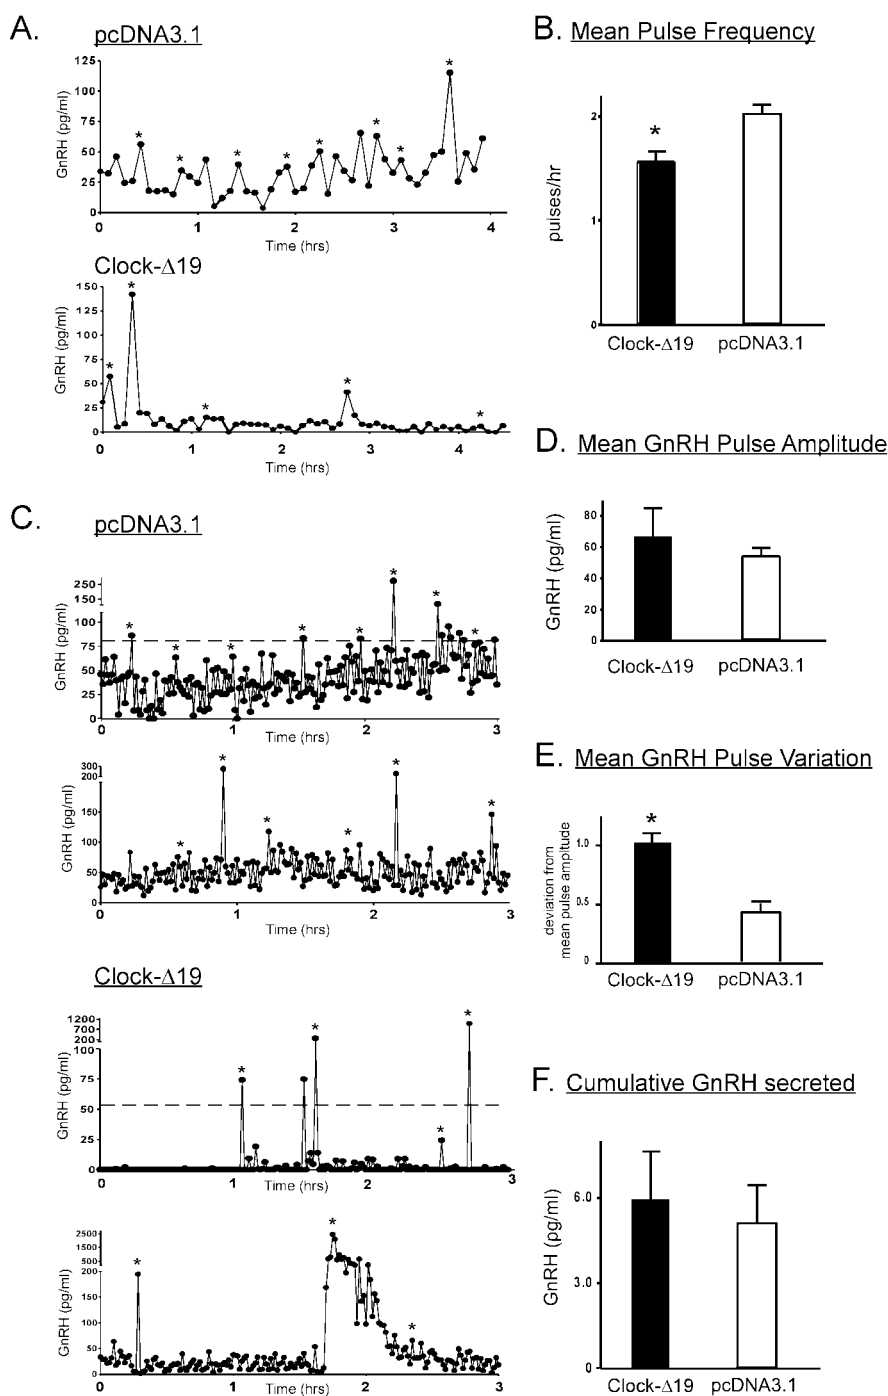 A.
pcDNA3.1
GnRH (pg/ml)
125
100
75
50
25
0
* * * * * * * *
0 1 2 3 4
Time (hrs)
Clock-Δ19
GnRH (pg/ml)
150
125
100
75
50
25
0
* * * * *
0 1 2 3 4
Time (hrs)
B. Mean Pulse Frequency
pulses/hr
2
1
0
*
Clock-Δ19 pcDNA3.1
C.
pcDNA3.1
GnRH (pg/ml)
250
150
100
75
50
25
0
* * * * * * * *
0 1 2 3
Time (hrs)
GnRH (pg/ml)
300
200
150
100
50
0
* * * * * *
1 2 3
Time (hrs)
Clock-Δ19
GnRH (pg/ml)
1200
700
200
100
75
50
25
0
* * * *
0 1 2 3
Time (hrs)
GnRH (pg/ml)
2500
1500
500
200
150
100
50
0
* * *
0 1 2 3
Time (hrs)
D. Mean GnRH Pulse Amplitude
GnRH (pg/ml)
80
60
40
20
0
Clock-Δ19 pcDNA3.1
E. Mean GnRH Pulse Variation
deviation from
mean pulse ampitude
1.0
0.5
0
*
Clock-Δ19 pcDNA3.1
F. Cumulative GnRH secreted
GnRH (pg/ml)
6.0
3.0
0
Clock-Δ19 pcDNA3.1